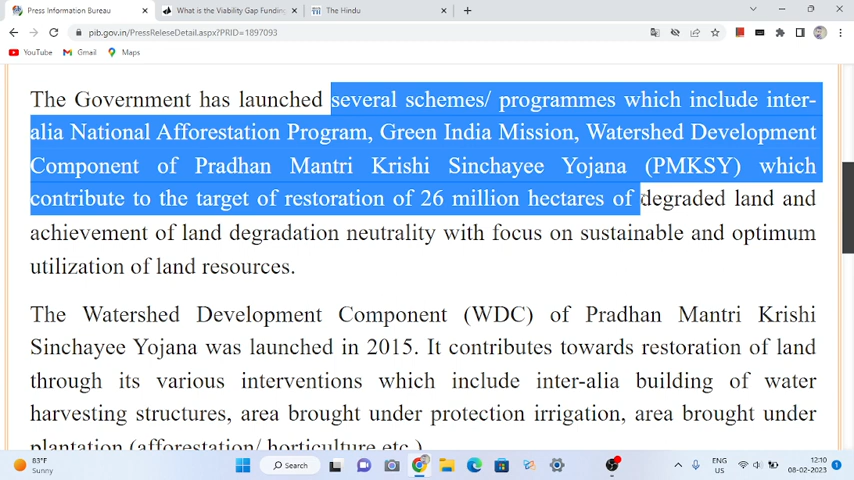 Press Information Bureau
What is the Viability Gap Funding
The Hindu
pib.gov.in/PressReleseDetail.aspx?PRID=1897093
YouTube
Gmail
Maps
The Government has launched several schemes/ programmes which include inter-
alia National Afforestation Program, Green India Mission, Watershed Development
Component of Pradhan Mantri Krishi Sinchayee Yojana (PMKSY) which
contribute to the target of restoration of 26 million hectares of degraded land and
achievement of land degradation neutrality with focus on sustainable and optimum
utilization of land resources.
The Watershed Development Component (WDC) of Pradhan Mantri Krishi
Sinchayee Yojana was launched in 2015. It contributes towards restoration of land
through its various interventions which include inter-alia building of water
harvesting structures, area brought under protection irrigation, area brought under
plantation (afforestation/ horticulture etc.)
83°F
Sunny
Search
ENG
US
12:10
08-02-2023